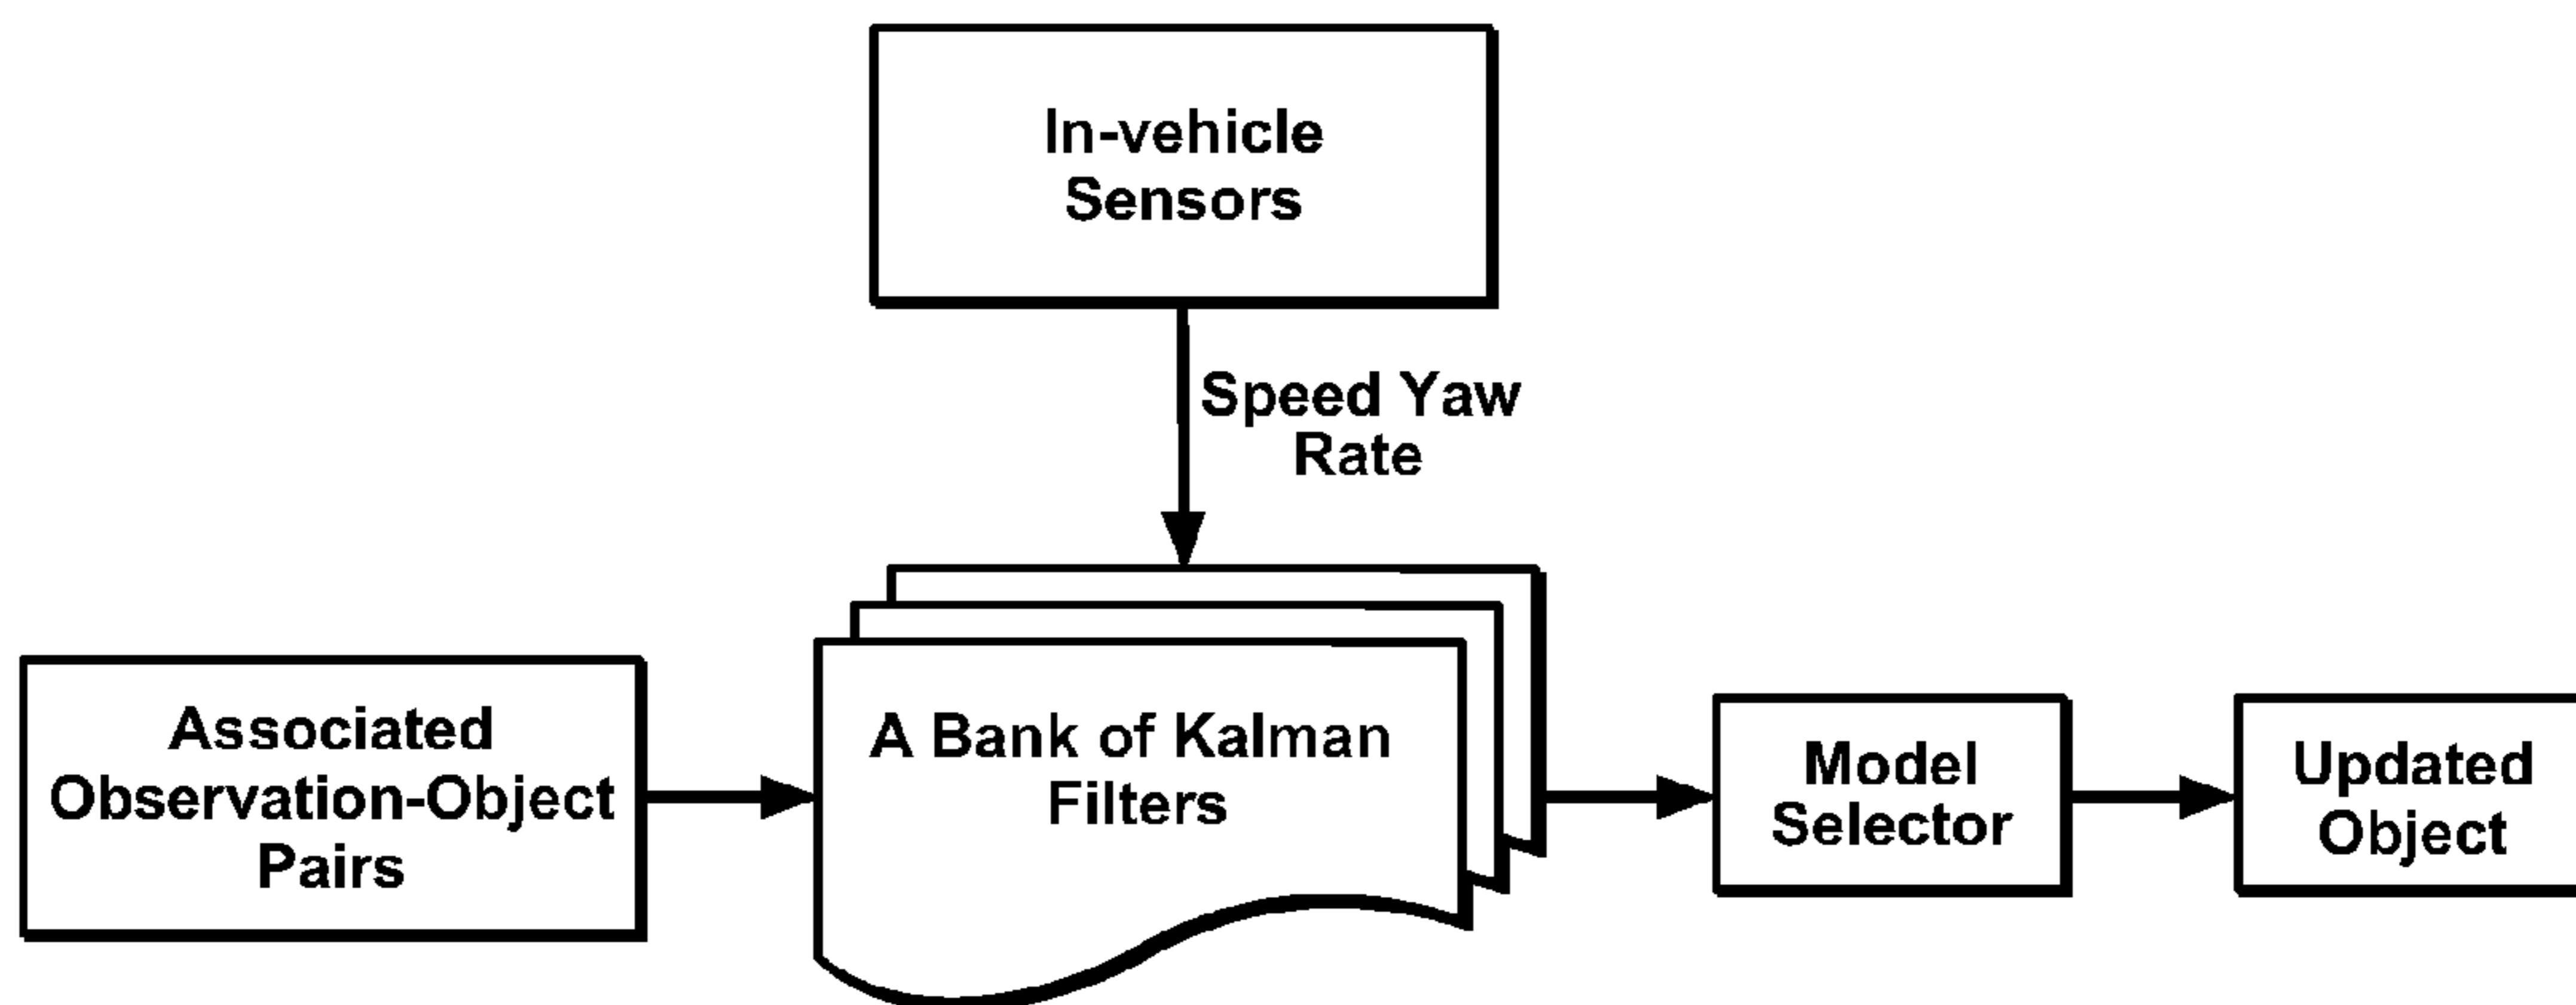 In-vehicle
Sensors
Speed Yaw
Rate
Associated
Observation-Object
Pairs
A Bank of Kalman
Filters
Model
Selector
Updated
Object